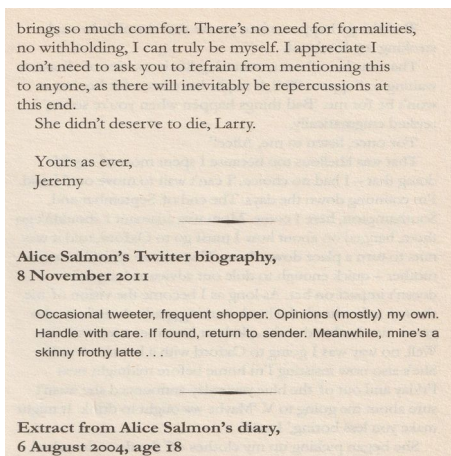 brings so much comfort. There's no need for formalities,
no withholding, I can truly be myself. I appreciate I
don't need to ask you to refrain from mentioning this
to anyone, as there will inevitably be repercussions at
this end.
She didn't deserve to die, Larry.
Yours as ever,
Jeremy
Alice Salmon's Twitter biography,
8 November 2011
Occasional tweeter, frequent shopper. Opinions (mostly) my own.
Handle with care. If found, return to sender. Meanwhile, mine's a
skinny frothy latte . . .
Extract from Alice Salmon's diary,
6 August 2004, age 18